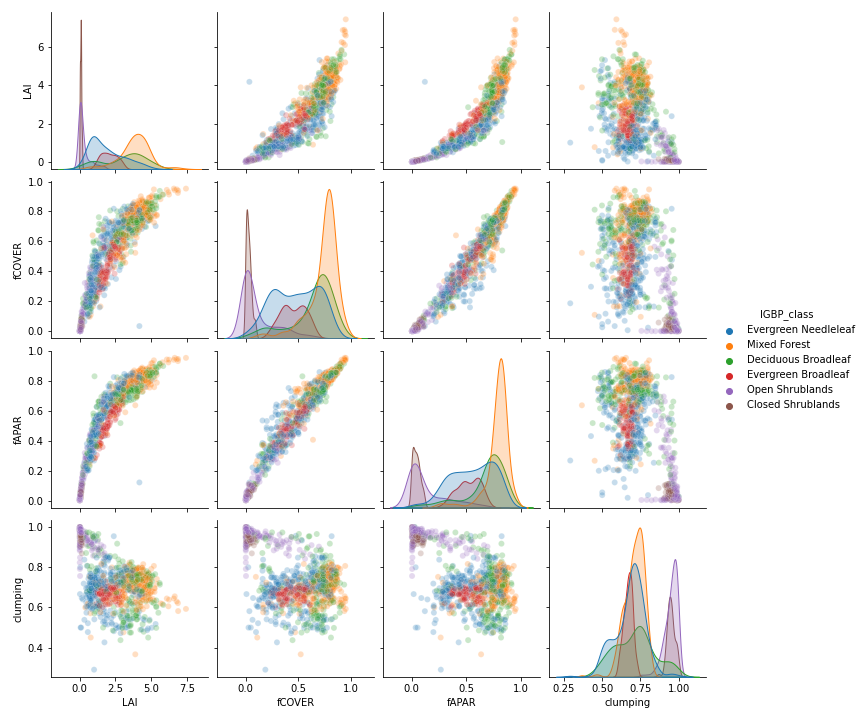 LAI
6
4
2
0
fCOVER
1.0
0.8
0.6
0.4
0.2
0.0
fAPAR
1.0
0.8
0.6
0.4
0.2
0.0
clumping
1.0
0.8
0.6
0.4
0.0 2.5 5.0 7.5
LAI
0.0 0.5 1.0
fCOVER
0.0 0.5 1.0
fAPAR
0.25 0.50 0.75 1.00
clumping
IGBP_class
Evergreen Needleleaf
Mixed Forest
Deciduous Broadleaf
Evergreen Broadleaf
Open Shrublands
Closed Shrublands